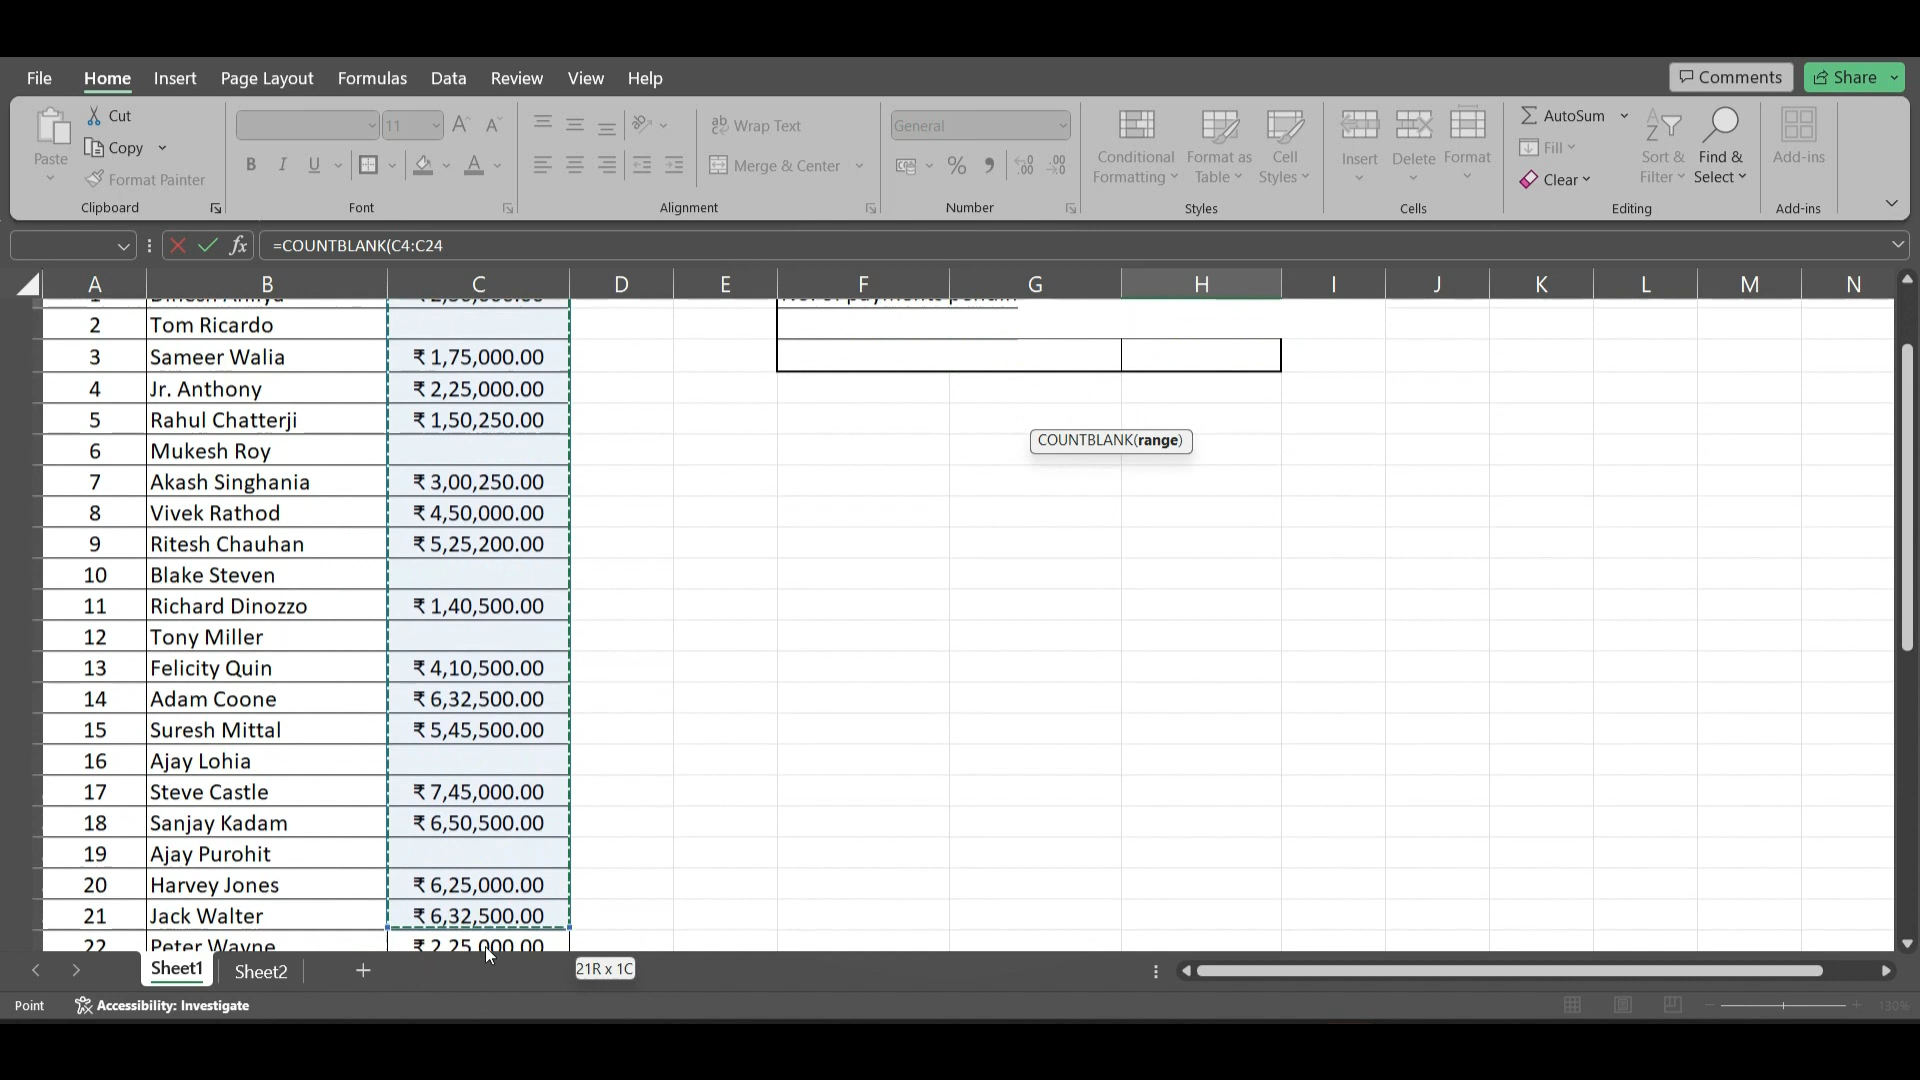 File Home Insert Page Layout Formulas Data Review View Help Comments Share
Cut
Copy
Format Painter
Paste
Clipboard
11
B I U A
Font
Wrap Text
Merge & Center
Alignment
General
%
Number
Conditional Formatting
Format as Table
Cell Styles
Styles
Insert
Delete
Format
Cells
AutoSum
Fill
Clear
Sort & Filter
Find & Select
Editing
Add-ins
Add-ins
fx =COUNTBLANK(C4:C24
A B C D E F G H I J K L M N
2 Tom Ricardo
3 Sameer Walia ₹ 1,75,000.00
4 Jr. Anthony ₹ 2,25,000.00
5 Rahul Chatterji ₹ 1,50,250.00
COUNTBLANK(range)
6 Mukesh Roy
7 Akash Singhania ₹ 3,00,250.00
8 Vivek Rathod ₹ 4,50,000.00
9 Ritesh Chauhan ₹ 5,25,200.00
10 Blake Steven
11 Richard Dinozzo ₹ 1,40,500.00
12 Tony Miller
13 Felicity Quin ₹ 4,10,500.00
14 Adam Coone ₹ 6,32,500.00
15 Suresh Mittal ₹ 5,45,500.00
16 Ajay Lohia
17 Steve Castle ₹ 7,45,000.00
18 Sanjay Kadam ₹ 6,50,500.00
19 Ajay Purohit
20 Harvey Jones ₹ 6,25,000.00
21 Jack Walter ₹ 6,32,500.00
22 Peter Wayne ₹ 2,25,000.00
Sheet1 Sheet2 21R x 1C
Point Accessibility: Investigate 130%